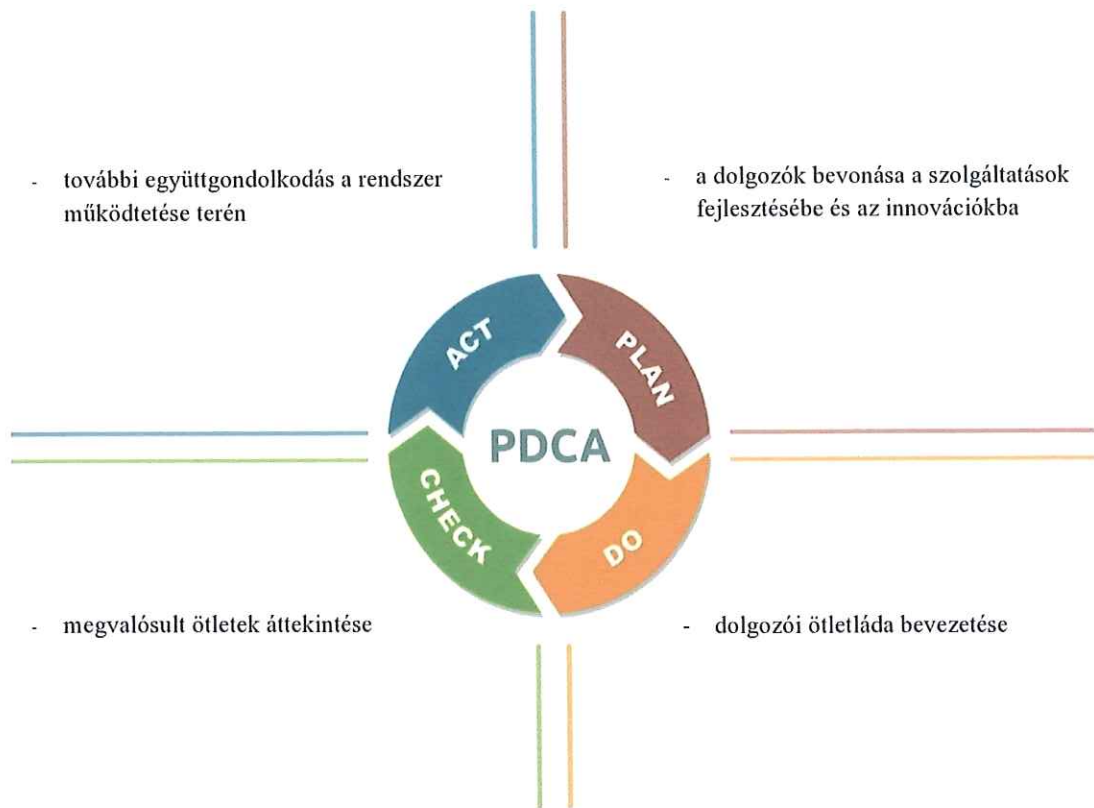 - további együttgondolkodás a rendszer
működtetése terén
- a dolgozók bevonása a szolgáltatások
fejlesztésébe és az innovációkba
ACT
PLAN
PDCA
CHECK
DO
- megvalósult ötletek áttekintése
- dolgozói ötletláda bevezetése